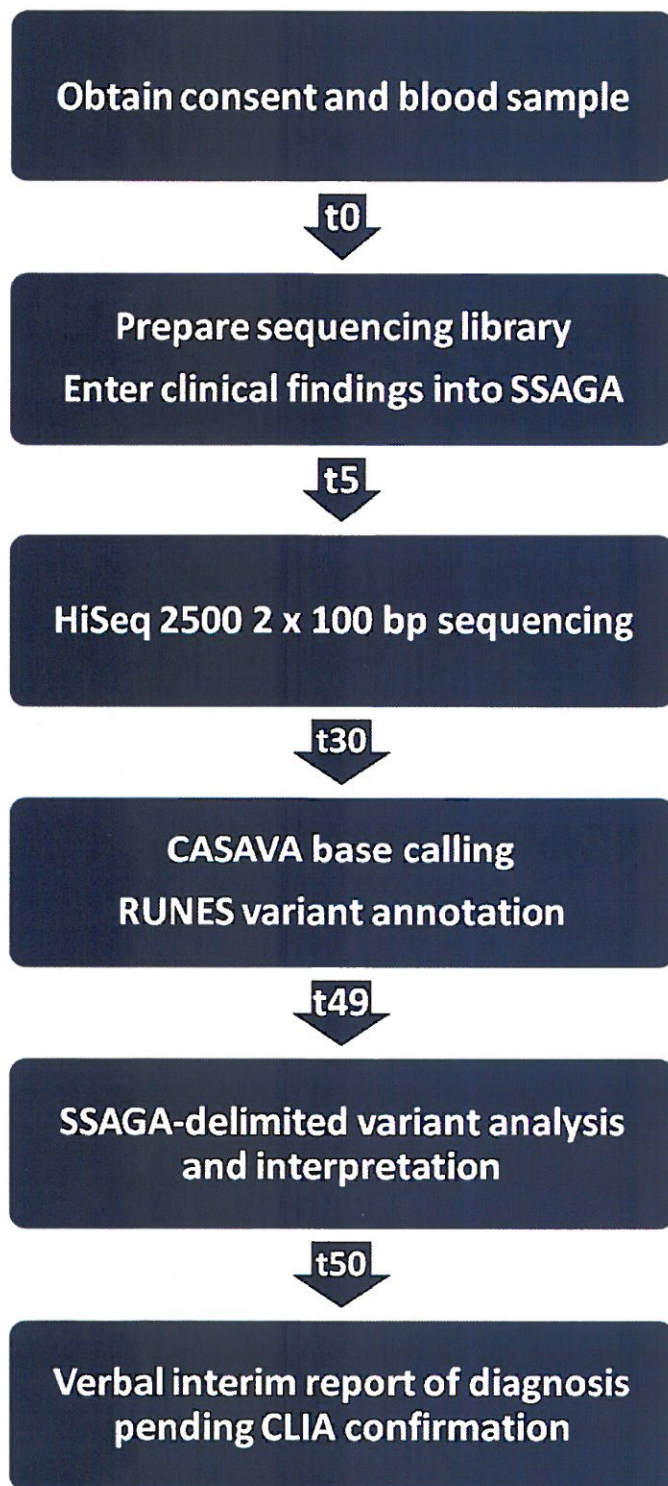 Obtain consent and blood sample
t0
Prepare sequencing library
Enter clinical findings into SSAGA
t5
HiSeq 2500 2 x 100 bp sequencing
t30
CASAVA base calling
RUNES variant annotation
t49
SSAGA-delimited variant analysis
and interpretation
t50
Verbal interim report of diagnosis
pending CLIA confirmation